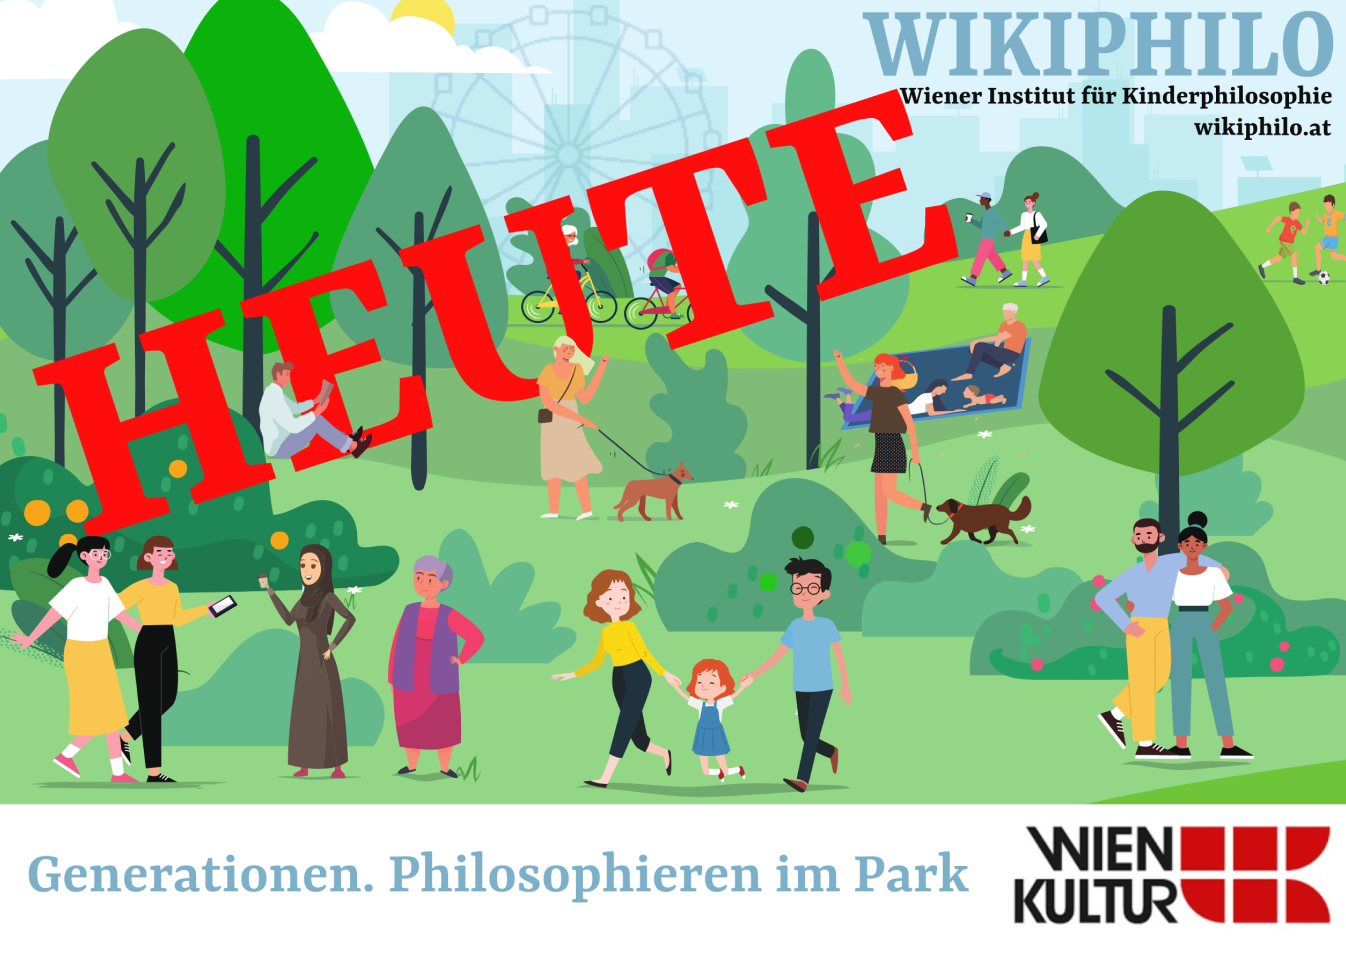 WIKIPHILO
Wiener Institut für Kinderphilosophie
wikiphilo.at
HEUTE
Generationen. Philosophieren im Park
WIEN
KULTUR